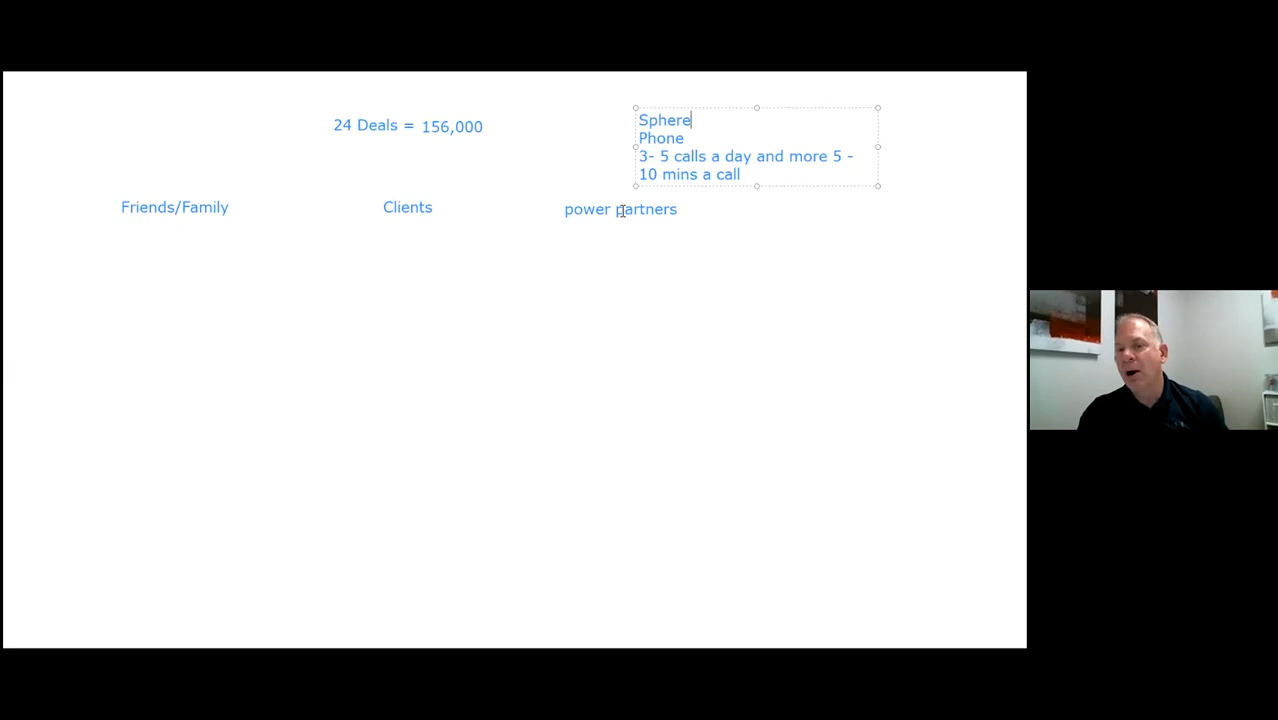 24 Deals = 156,000
Sphere
Phone
3- 5 calls a day and more 5 -
10 mins a call
Friends/Family
Clients
power partners